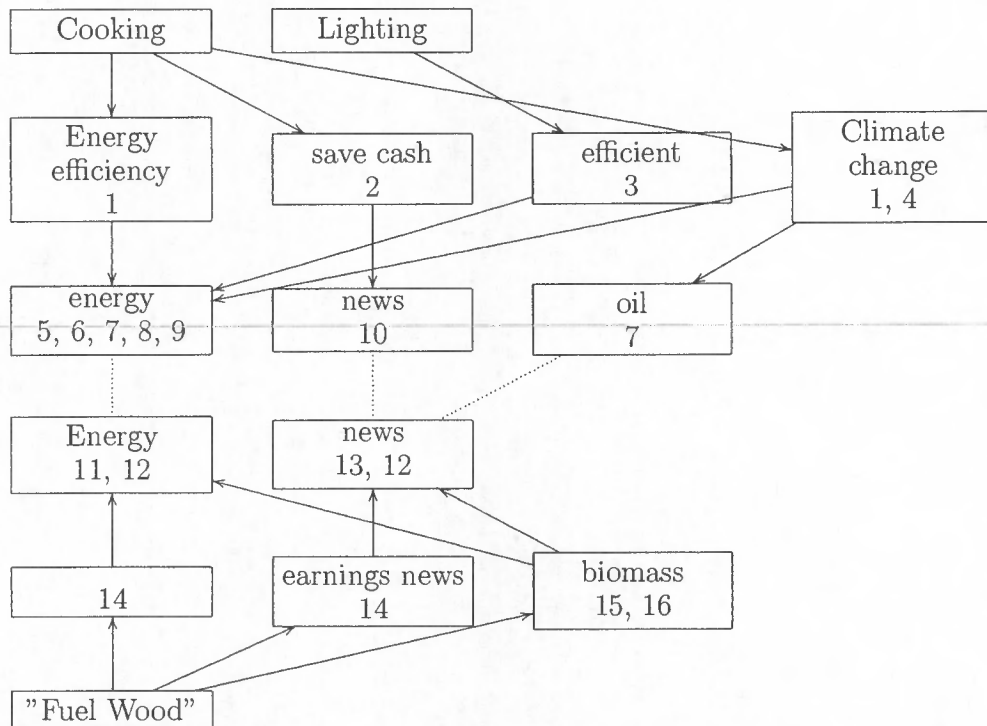 Cooking
Lighting
Energy
efficiency
1
save cash
2
efficient
3
Climate
change
1, 4
energy
5, 6, 7, 8, 9
news
10
oil
7
Energy
11, 12
news
13, 12
14
earnings news
14
biomass
15, 16
"Fuel Wood"